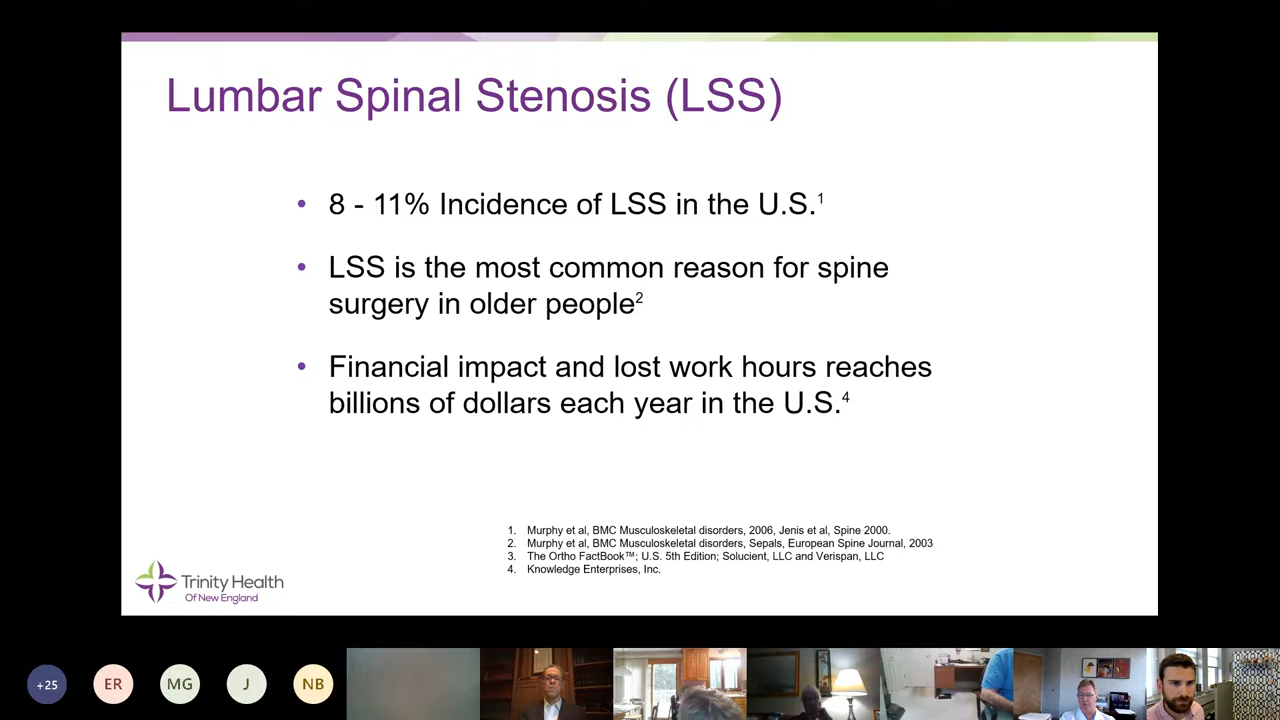 Lumbar Spinal Stenosis (LSS)
• 8 - 11% Incidence of LSS in the U.S.1
• LSS is the most common reason for spine
surgery in older people2
• Financial impact and lost work hours reaches
billions of dollars each year in the U.S.4
1. Murphy et al, BMC Musculoskeletal disorders, 2006, Jenis et al, Spine 2000.
2. Murphy et al, BMC Musculoskeletal disorders, Sepals, European Spine Journal, 2003
3. The Ortho FactBook™; U.S. 5th Edition; Solucient, LLC and Verispan, LLC
4. Knowledge Enterprises, Inc.
Trinity Health
Of New England
+25
ER
MG
J
NB